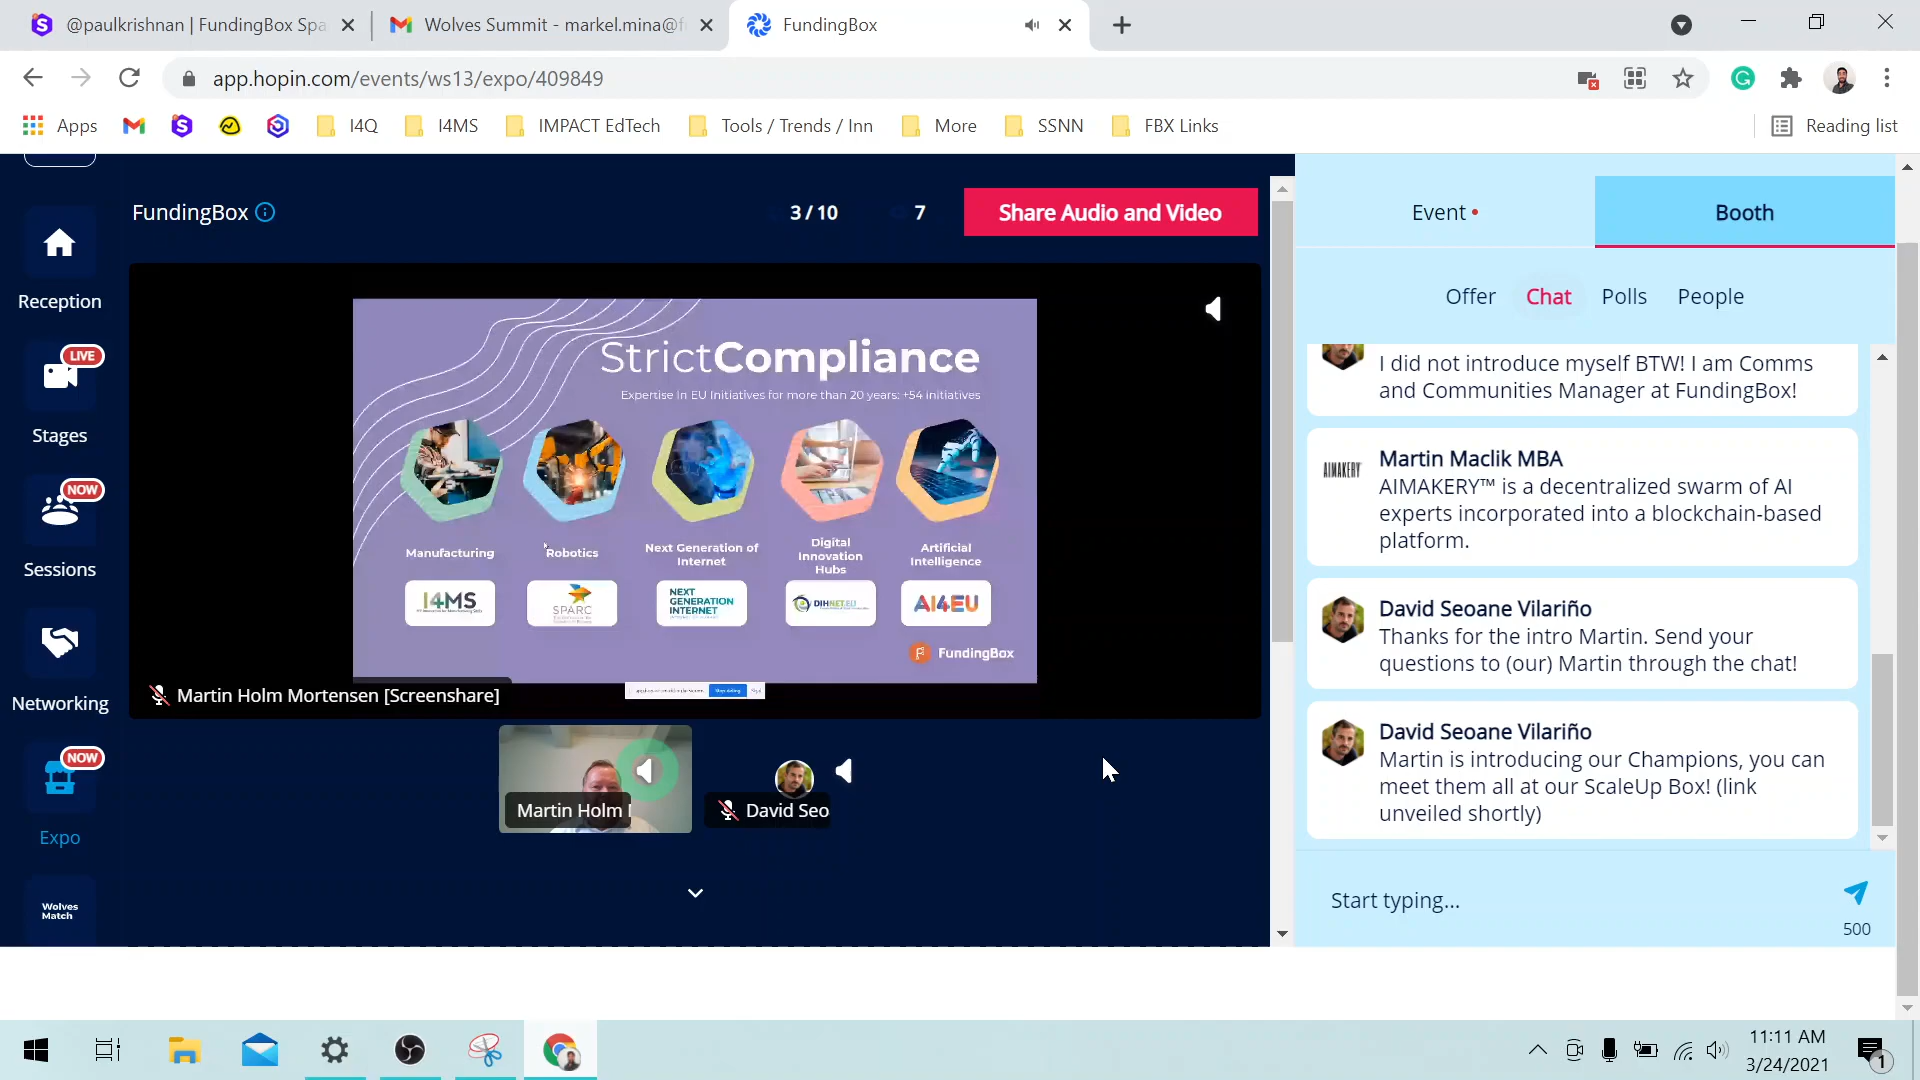 @paulkrishnan | FundingBox Spa
Wolves Summit - markel.mina@f
FundingBox
app.hopin.com/events/ws13/expo/409849
Apps
I4Q
I4MS
IMPACT EdTech
Tools / Trends / Inn
More
SSNN
FBX Links
Reading list
FundingBox
3 / 10
7
Share Audio and Video
Event
Booth
Offer
Chat
Polls
People
Reception
LIVE
Stages
NOW
Sessions
Networking
NOW
Expo
Wolves
Match
StrictCompliance
Expertise in EU Initiatives for more than 20 years: +54 initiatives
Manufacturing
Robotics
Next Generation of
Internet
Digital
Innovation
Hubs
Artificial
Intelligence
I4MS
SPARC
NEXT
GENERATION
INTERNET
DIHNET.EU
AI4EU
FundingBox
Martin Holm Mortensen [Screenshare]
Martin Holm
David Seo
I did not introduce myself BTW! I am Comms
and Communities Manager at FundingBox!
AIMAKERY
Martin Maclik MBA
AIMAKERY™ is a decentralized swarm of AI
experts incorporated into a blockchain-based
platform.
David Seoane Vilariño
Thanks for the intro Martin. Send your
questions to (our) Martin through the chat!
David Seoane Vilariño
Martin is introducing our Champions, you can
meet them all at our ScaleUp Box! (link
unveiled shortly)
Start typing...
500
11:11 AM
3/24/2021
1